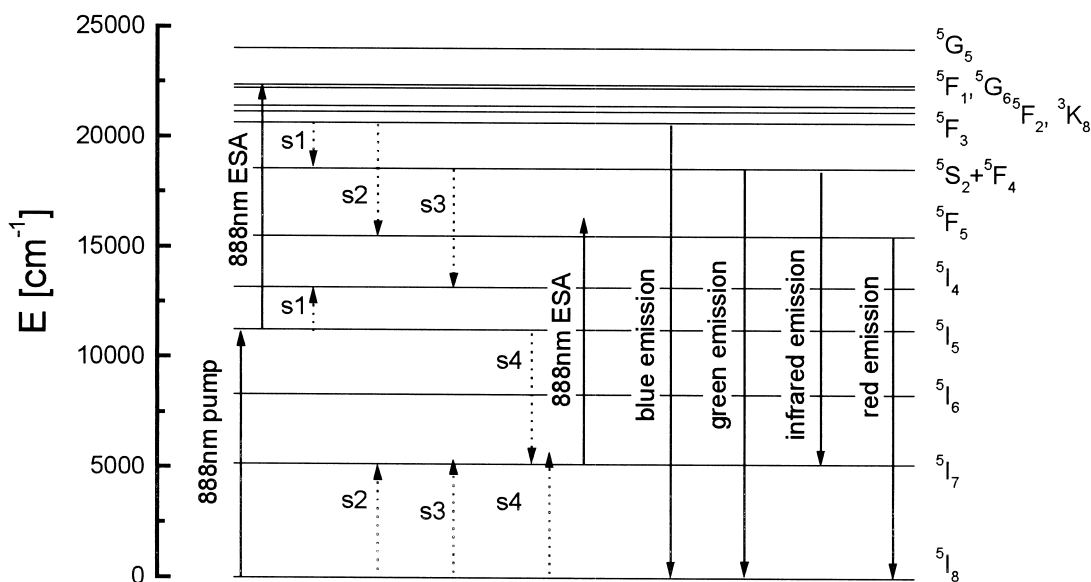 25000
20000
15000
10000
5000
0
E [cm⁻¹]
⁵G₅
⁵F₁, ⁵G₆ ⁵F₂, ³K₈
⁵F₃
⁵S₂+⁵F₄
⁵F₅
⁵I₄
⁵I₅
⁵I₆
⁵I₇
⁵I₈
888nm pump
888nm ESA
s1
s1
s2
s2
s3
s3
s4
s4
888nm ESA
blue emission
green emission
infrared emission
red emission